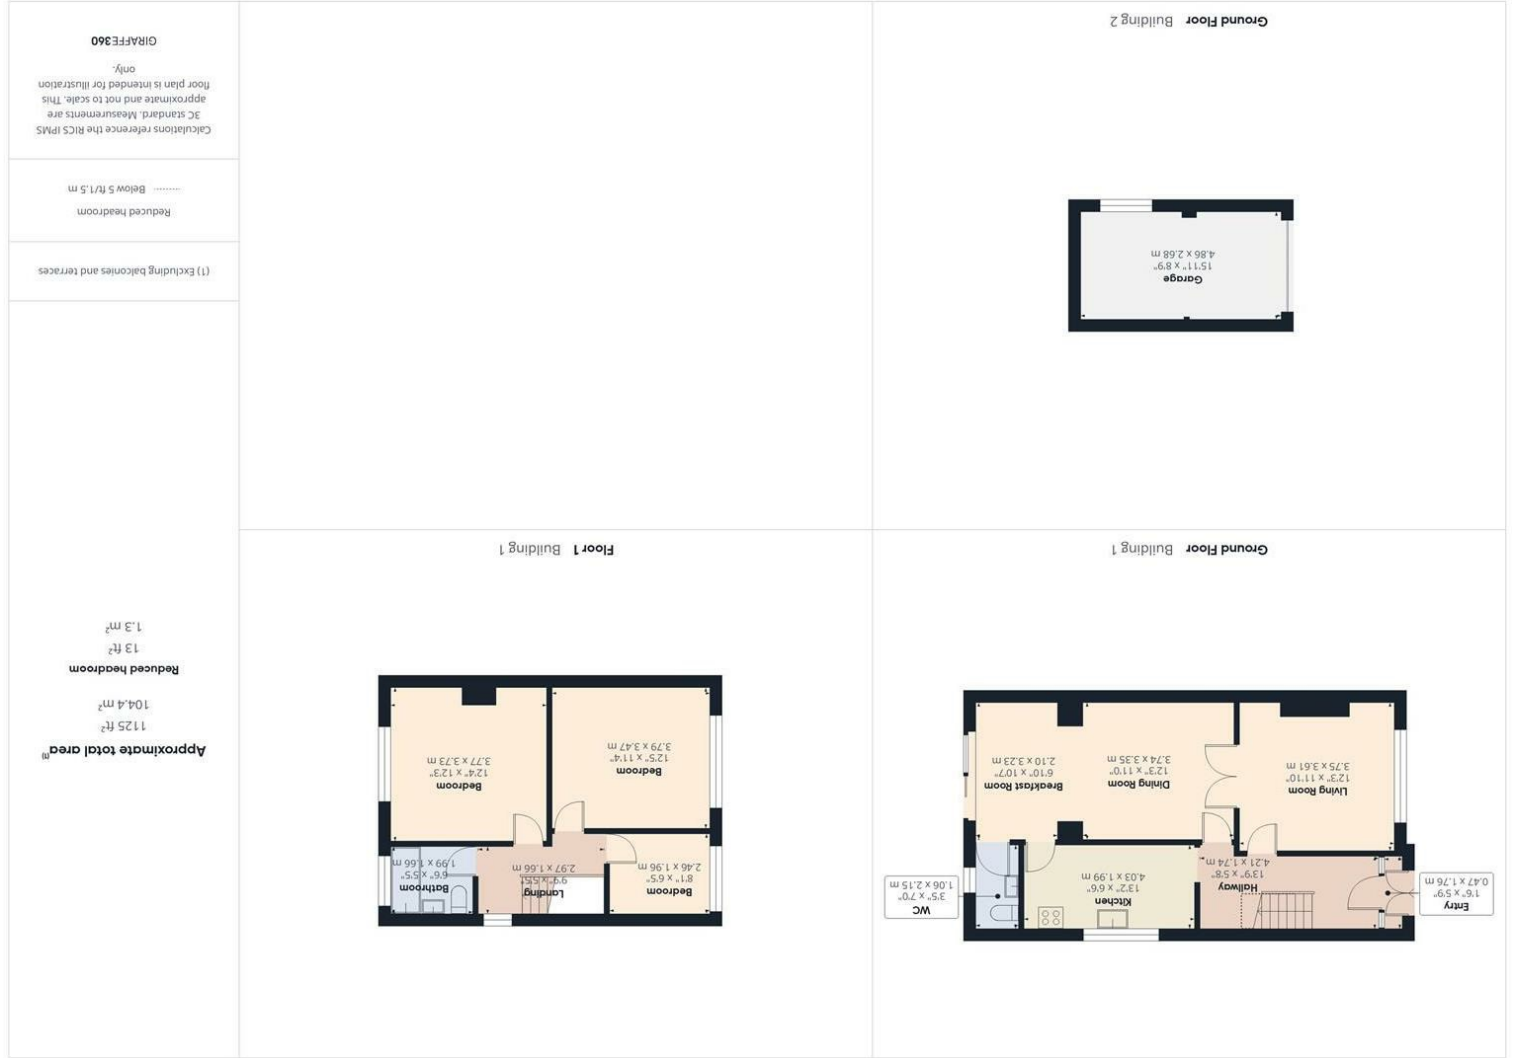 Entry
1'6" x 5'9"
0.47 x 1.76 m
Hallway
13'9" x 5'8"
4.21 x 1.74 m
Kitchen
13'2" x 6'6"
4.03 x 1.99 m
WC
3'5" x 7'0"
1.06 x 2.15 m
Living Room
12'3" x 11'10"
3.75 x 3.61 m
Dining Room
12'3" x 11'0"
3.74 x 3.35 m
Breakfast Room
6'10" x 10'7"
2.10 x 3.23 m
Ground Floor Building 1
Bedroom
8'1" x 6'5"
2.46 x 1.96 m
Landing
9'9" x 5'5"
2.97 x 1.66 m
Bathroom
6'6" x 5'5"
1.99 x 1.66 m
Bedroom
12'5" x 11'4"
3.79 x 3.47 m
Bedroom
12'4" x 12'3"
3.77 x 3.73 m
Floor 1 Building 1
Garage
15'11" x 8'9"
4.86 x 2.68 m
Ground Floor Building 2
Approximate total area(1)
1125 ft²
104.4 m²
Reduced headroom
13 ft²
1.3 m²
(1) Excluding balconies and terraces
Reduced headroom
Below 5 ft/1.5 m
Calculations reference the RICS IPMS
3C standard. Measurements are
approximate and not to scale. This
floor plan is intended for illustration
only.
GIRAFFE360